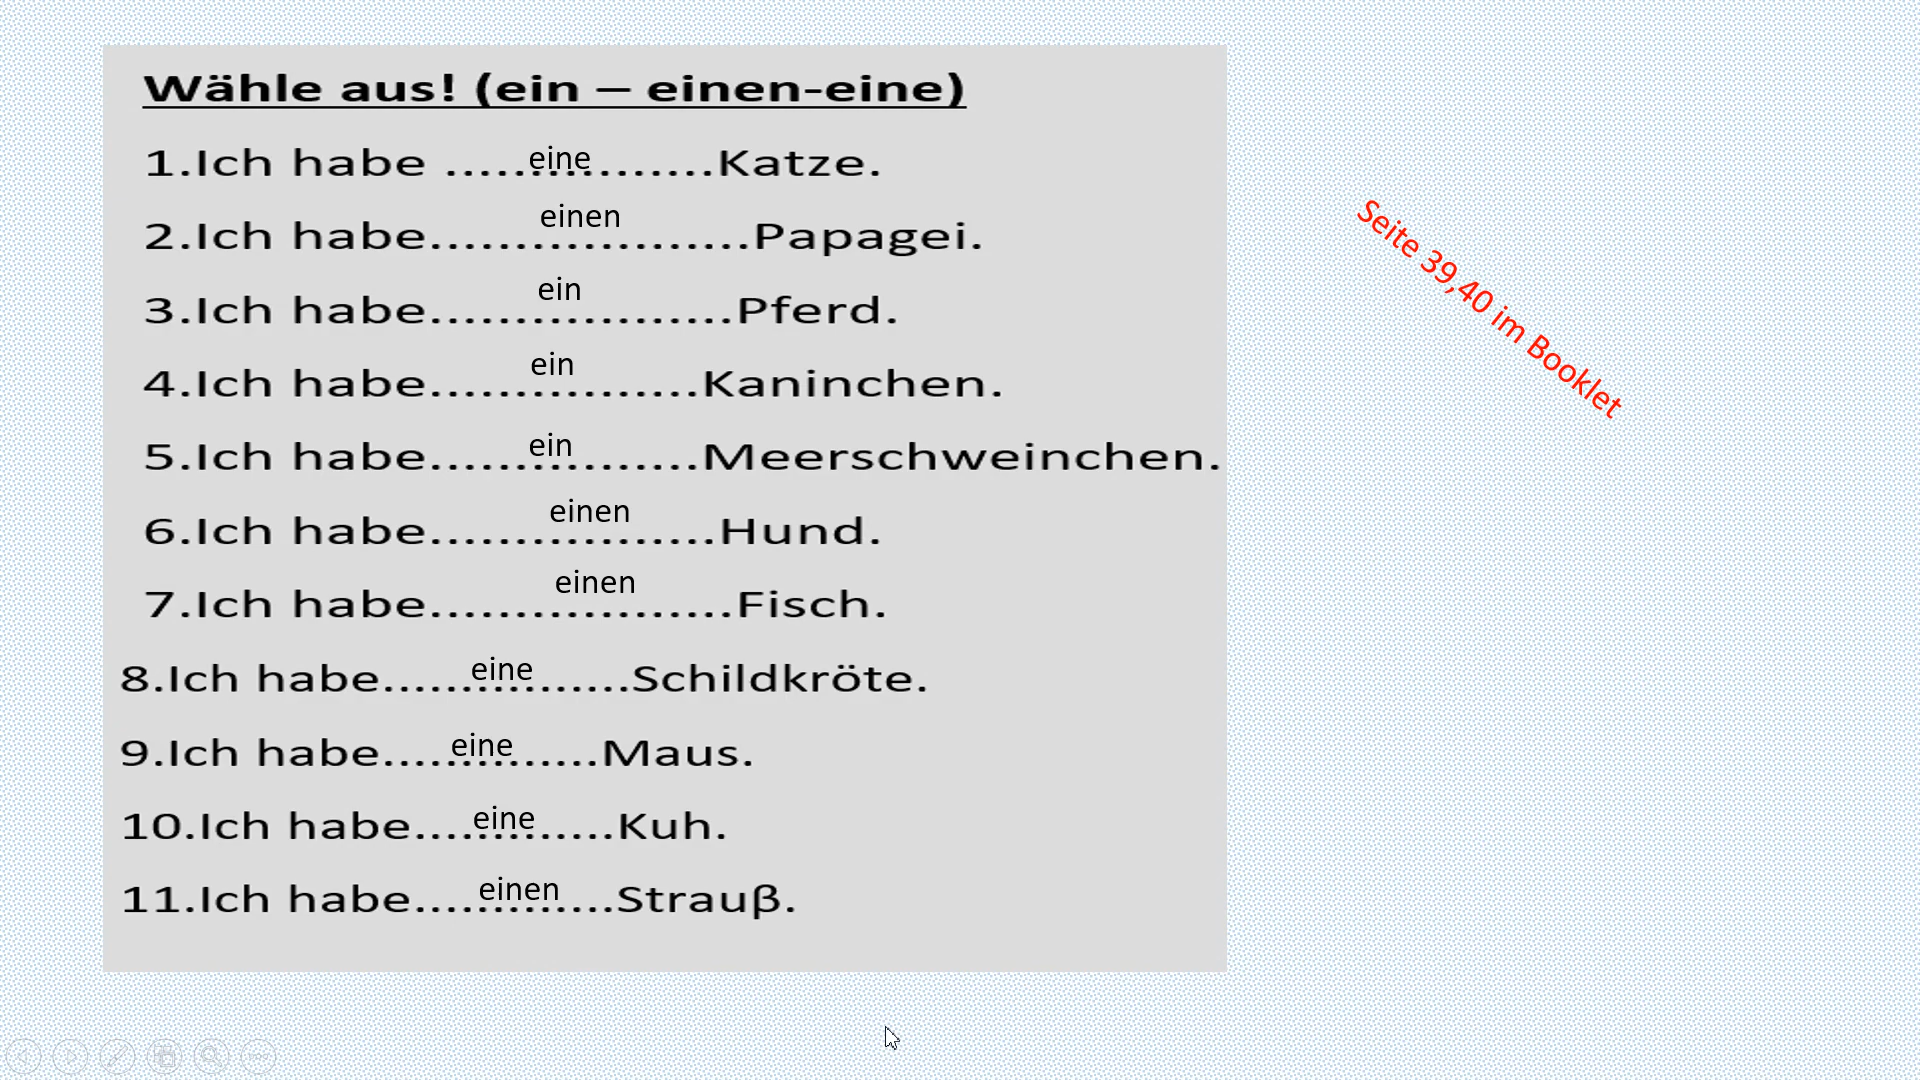 Wähle aus! (ein – einen-eine)
1.Ich habe .....eine.......Katze.
2.Ich habe......einen.......Papagei.
3.Ich habe......ein.......Pferd.
4.Ich habe......ein.......Kaninchen.
5.Ich habe......ein.......Meerschweinchen.
6.Ich habe......einen.......Hund.
7.Ich habe......einen.......Fisch.
8.Ich habe.....eine......Schildkröte.
9.Ich habe....eine.....Maus.
10.Ich habe....eine.....Kuh.
11.Ich habe....einen....Strauβ.
Seite 39,40 im Booklet